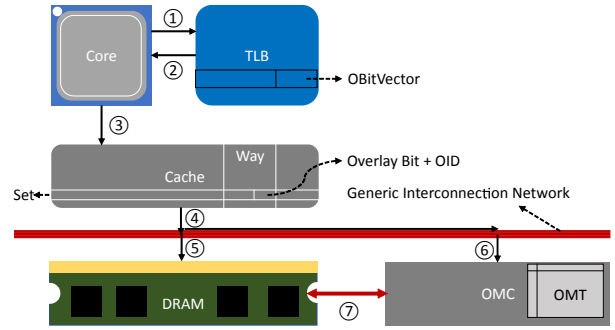 ①
Core
TLB
②
OBitVector
③
Way
Overlay Bit + OID
Cache
Set
Generic Interconnection Network
④
⑤
⑥
DRAM
OMC
OMT
⑦